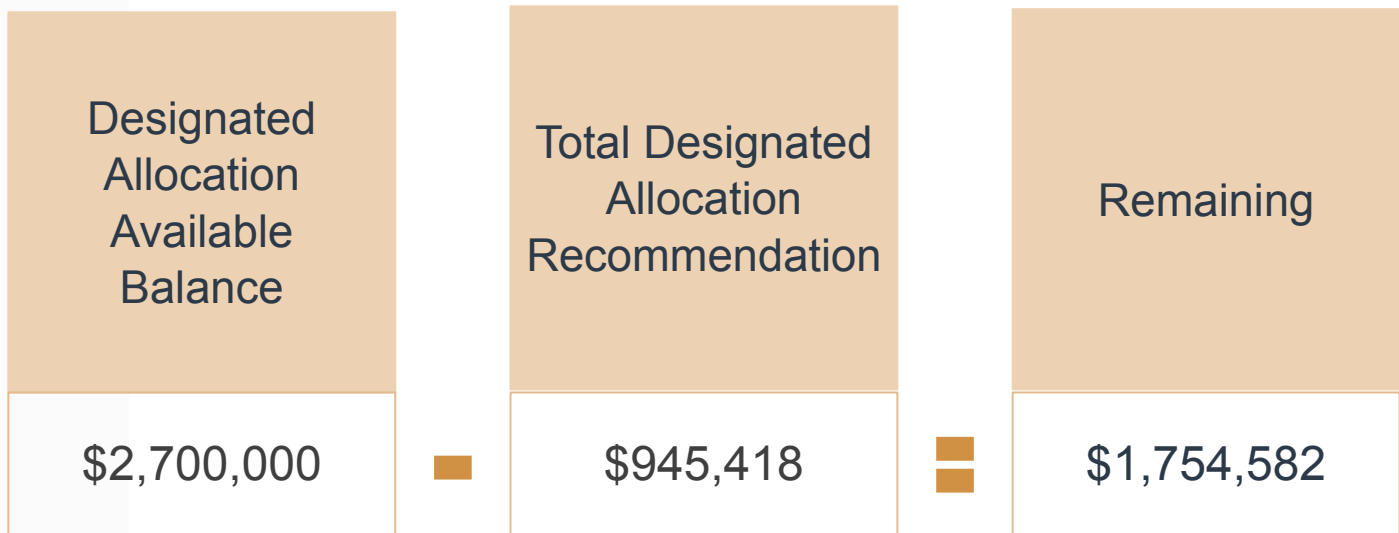 Designated
Allocation
Available
Balance
$2,700,000
Total Designated
Allocation
Recommendation
$945,418
Remaining
$1,754,582